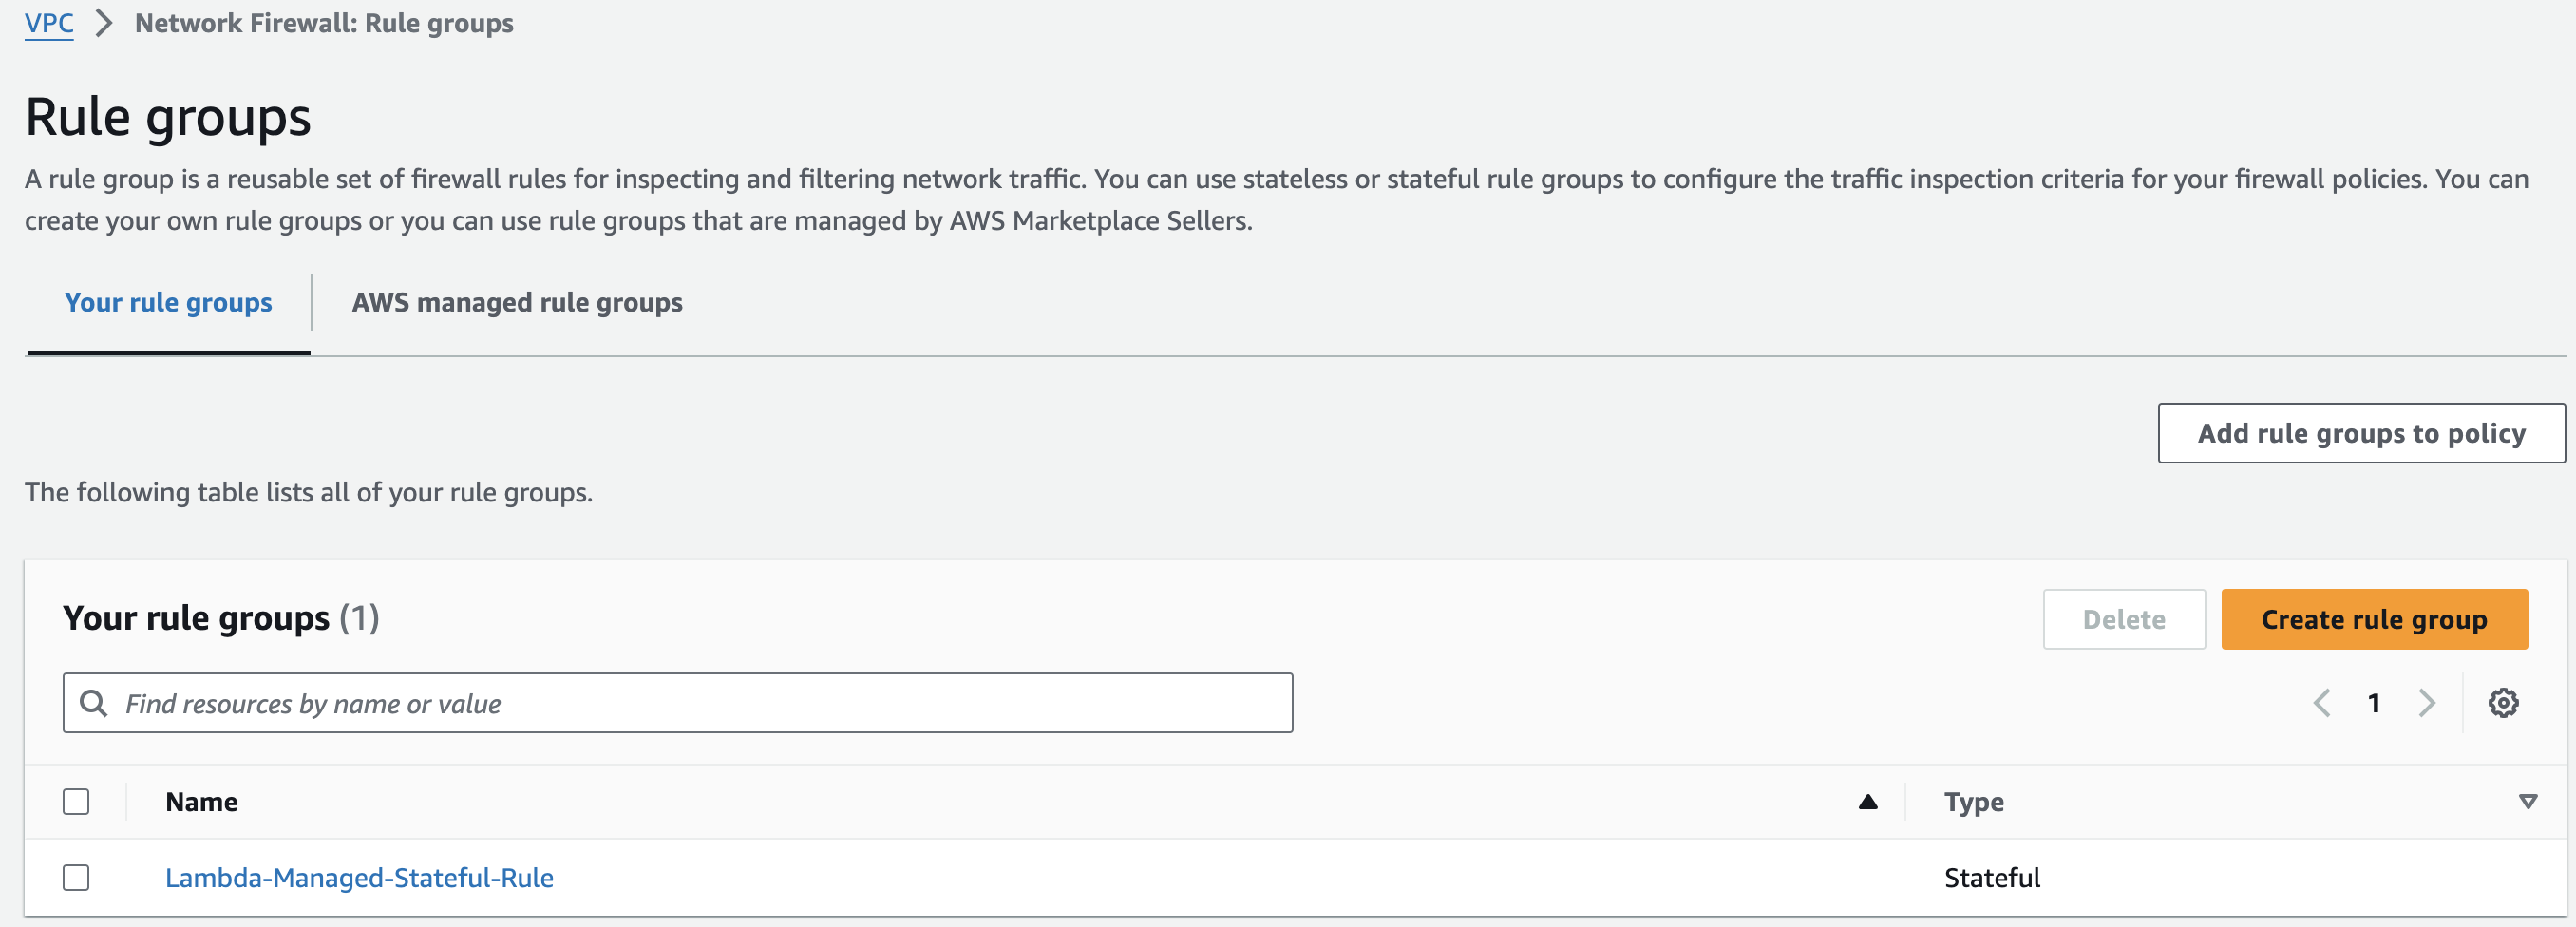 VPC > Network Firewall: Rule groups
Rule groups
A rule group is a reusable set of firewall rules for inspecting and filtering network traffic. You can use stateless or stateful rule groups to configure the traffic inspection criteria for your firewall policies. You can
create your own rule groups or you can use rule groups that are managed by AWS Marketplace Sellers.
Your rule groups AWS managed rule groups
Add rule groups to policy
The following table lists all of your rule groups.
Your rule groups (1) Delete Create rule group
Find resources by name or value 1
Name Type
Lambda-Managed-Stateful-Rule Stateful